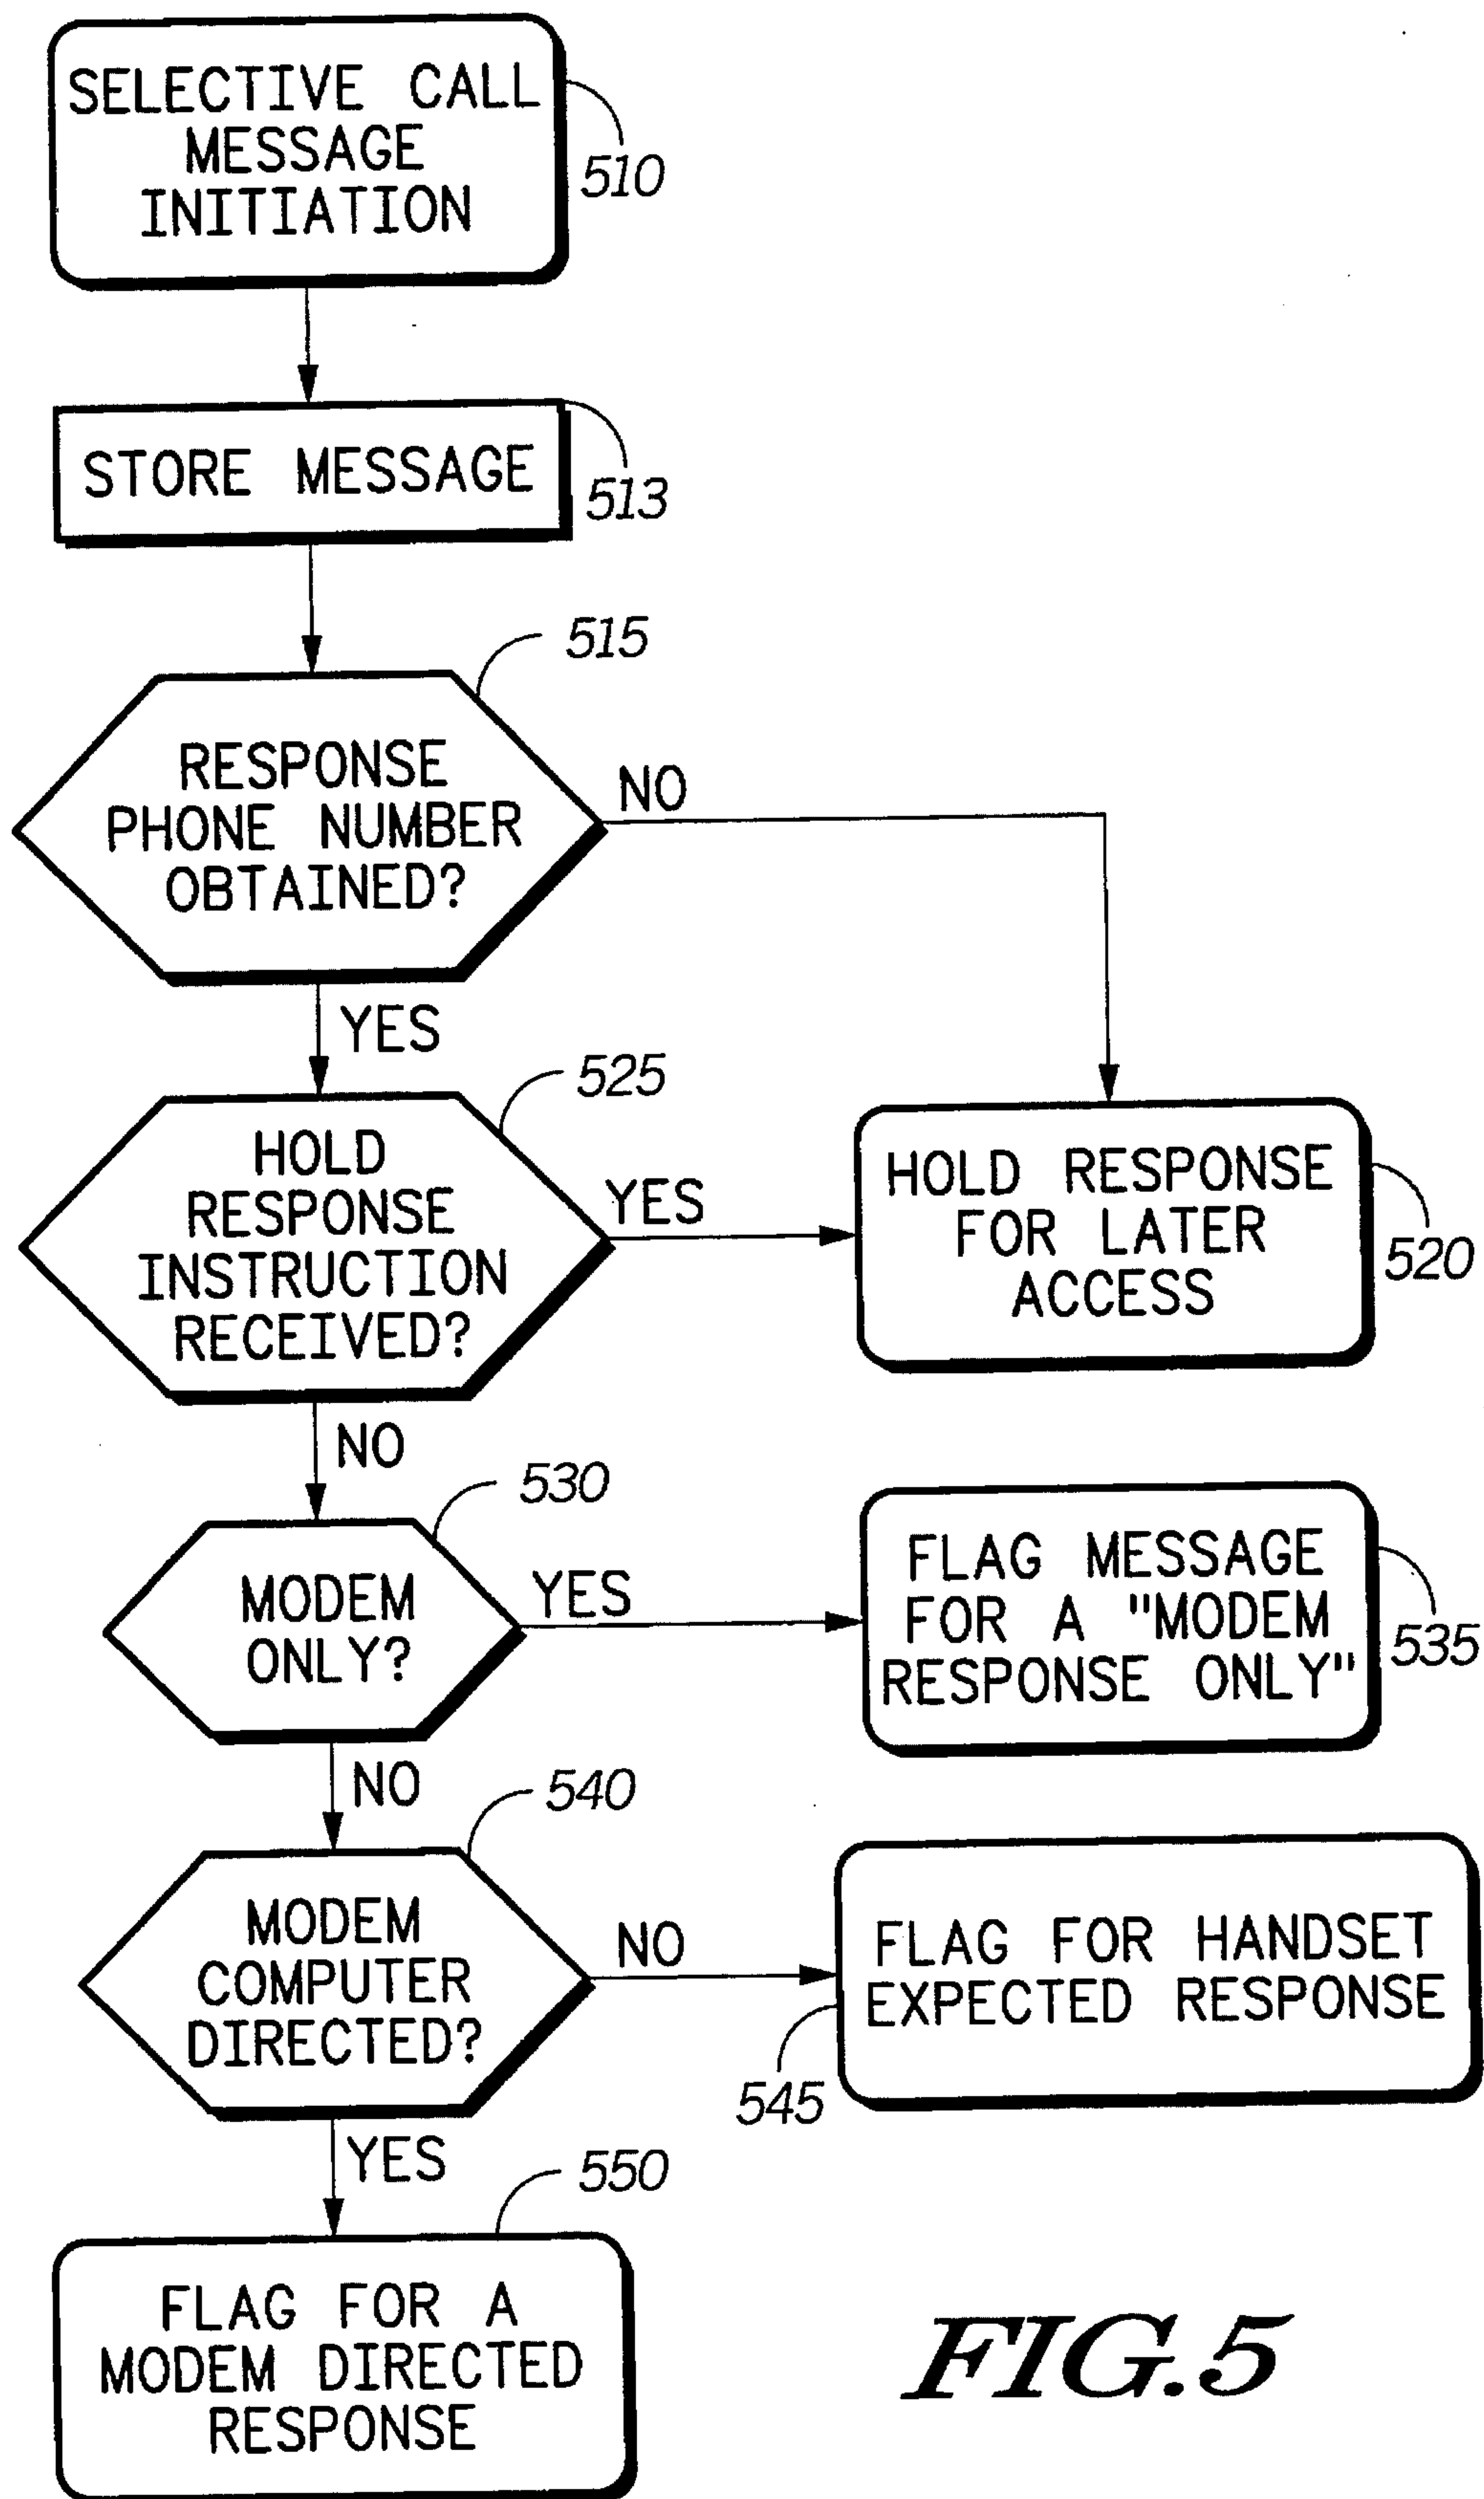 SELECTIVE CALL
MESSAGE
INITIATION
510
STORE MESSAGE
513
515
RESPONSE
PHONE NUMBER
OBTAINED?
NO
YES
525
HOLD
RESPONSE
INSTRUCTION
RECEIVED?
YES
HOLD RESPONSE
FOR LATER
ACCESS
520
NO
530
MODEM
ONLY?
YES
FLAG MESSAGE
FOR A "MODEM
RESPONSE ONLY"
535
NO
540
MODEM
COMPUTER
DIRECTED?
NO
FLAG FOR HANDSET
EXPECTED RESPONSE
545
YES
550
FLAG FOR A
MODEM DIRECTED
RESPONSE
FIG.5